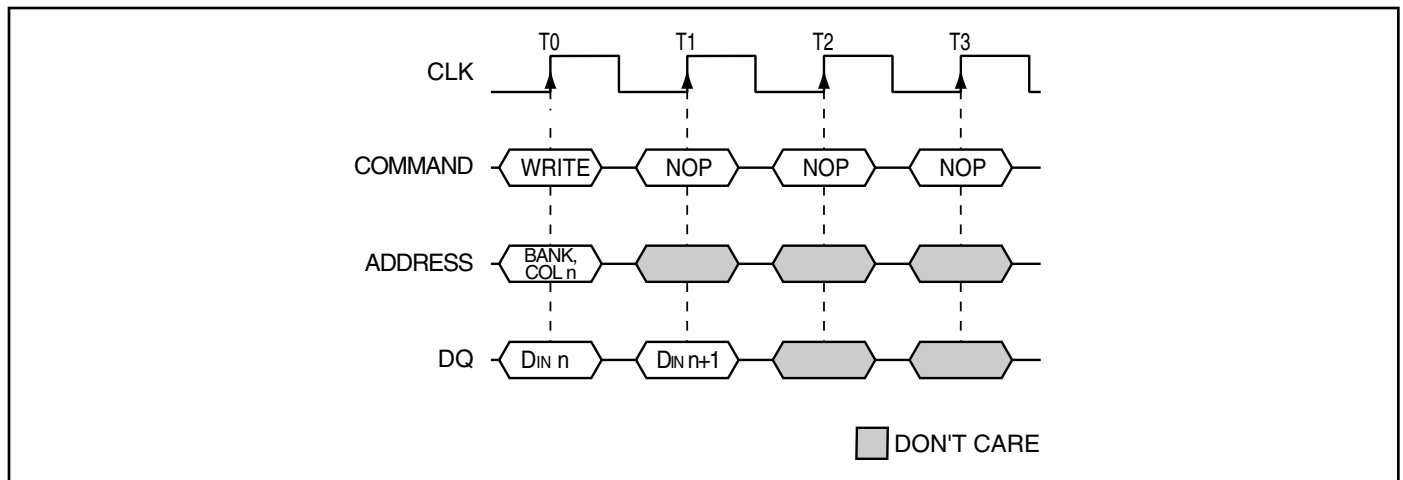 T0 T1 T2 T3
CLK
COMMAND WRITE NOP NOP NOP
ADDRESS BANK,
COL n
DQ DIN n DIN n+1
DON'T CARE